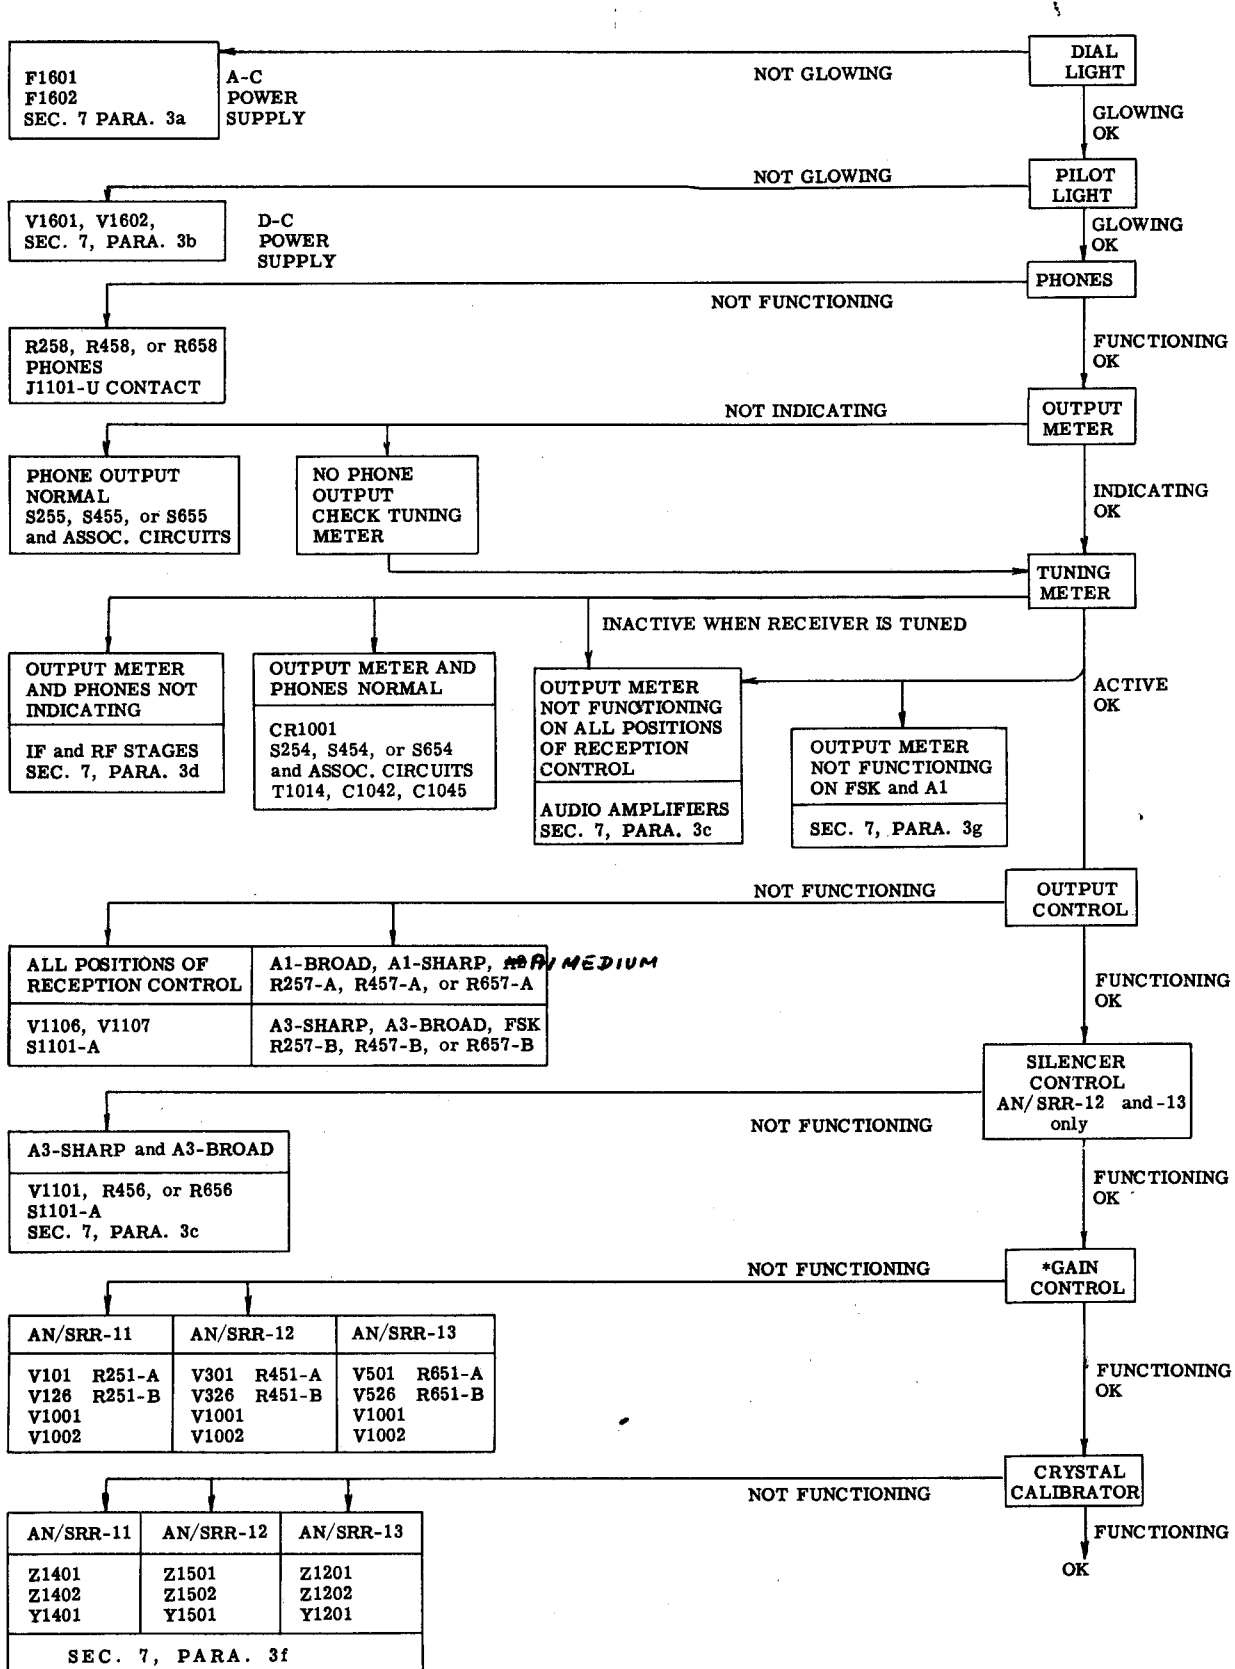 DIAL
LIGHT
NOT GLOWING
F1601
F1602
SEC. 7 PARA. 3a
A-C
POWER
SUPPLY
GLOWING
OK
PILOT
LIGHT
NOT GLOWING
V1601, V1602,
SEC. 7, PARA. 3b
D-C
POWER
SUPPLY
GLOWING
OK
PHONES
NOT FUNCTIONING
R258, R458, or R658
PHONES
J1101-U CONTACT
FUNCTIONING
OK
OUTPUT
METER
NOT INDICATING
PHONE OUTPUT
NORMAL
S255, S455, or S655
and ASSOC. CIRCUITS
NO PHONE
OUTPUT
CHECK TUNING
METER
INDICATING
OK
TUNING
METER
INACTIVE WHEN RECEIVER IS TUNED
OUTPUT METER
AND PHONES NOT
INDICATING
IF and RF STAGES
SEC. 7, PARA. 3d
OUTPUT METER AND
PHONES NORMAL
CR1001
S254, S454, or S654
and ASSOC. CIRCUITS
T1014, C1042, C1045
OUTPUT METER
NOT FUNCTIONING
ON ALL POSITIONS
OF RECEPTION
CONTROL
AUDIO AMPLIFIERS
SEC. 7, PARA. 3c
OUTPUT METER
NOT FUNCTIONING
ON FSK and A1
SEC. 7, PARA. 3g
ACTIVE
OK
OUTPUT
CONTROL
NOT FUNCTIONING
ALL POSITIONS OF
RECEPTION CONTROL
V1106, V1107
S1101-A
A1-BROAD, A1-SHARP, A1 MEDIUM
R257-A, R457-A, or R657-A
A3-SHARP, A3-BROAD, FSK
R257-B, R457-B, or R657-B
FUNCTIONING
OK
SILENCER
CONTROL
AN/SRR-12 and -13
only
NOT FUNCTIONING
A3-SHARP and A3-BROAD
V1101, R456, or R656
S1101-A
SEC. 7, PARA. 3c
FUNCTIONING
OK
*GAIN
CONTROL
NOT FUNCTIONING
AN/SRR-11
V101 R251-A
V126 R251-B
V1001
V1002
AN/SRR-12
V301 R451-A
V326 R451-B
V1001
V1002
AN/SRR-13
V501 R651-A
V526 R651-B
V1001
V1002
FUNCTIONING
OK
CRYSTAL
CALIBRATOR
NOT FUNCTIONING
AN/SRR-11
Z1401
Z1402
Y1401
AN/SRR-12
Z1501
Z1502
Y1501
AN/SRR-13
Z1201
Z1202
Y1201
SEC. 7, PARA. 3f
FUNCTIONING
OK